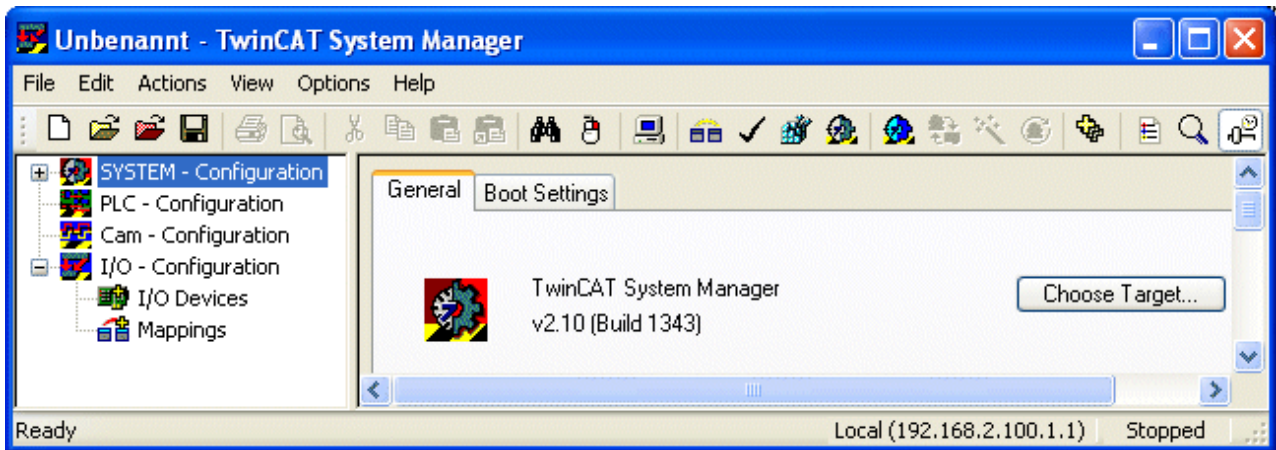 Unbenannt - TwinCAT System Manager
File Edit Actions View Options Help
SYSTEM - Configuration
PLC - Configuration
Cam - Configuration
I/O - Configuration
I/O Devices
Mappings
General Boot Settings
TwinCAT System Manager
v2.10 (Build 1343)
Choose Target...
Ready Local (192.168.2.100.1.1) Stopped